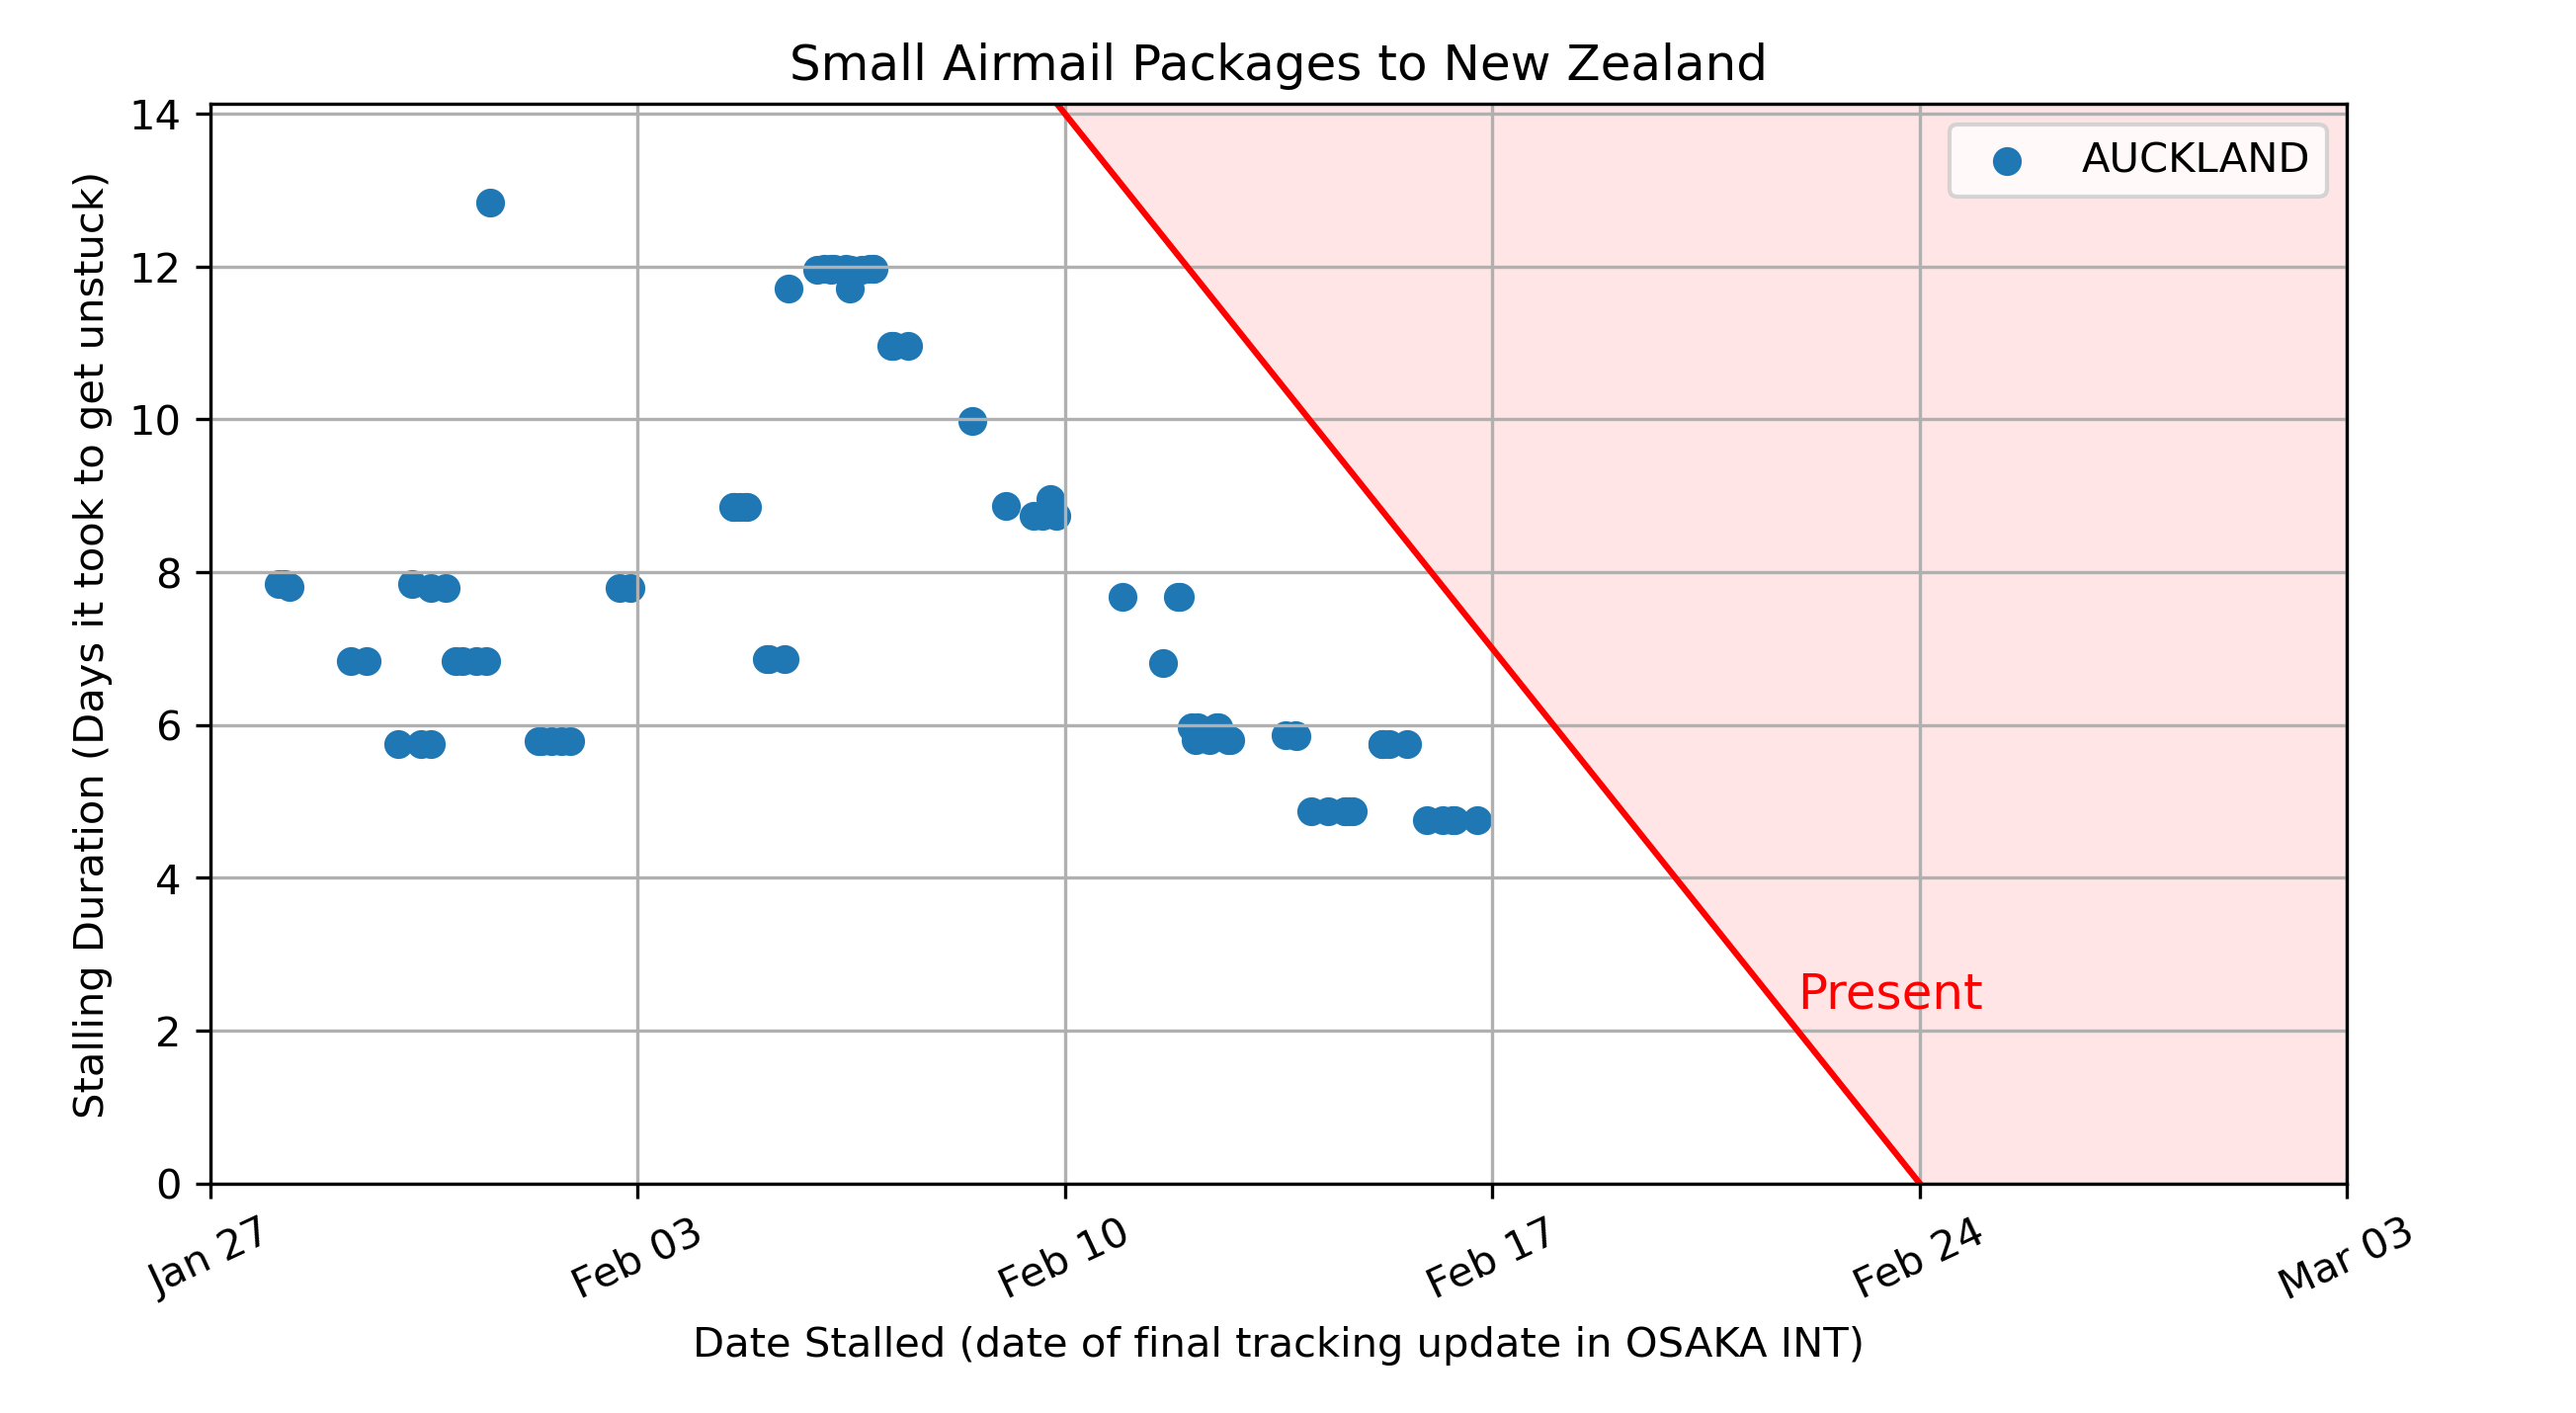 Small Airmail Packages to New Zealand
Stalling Duration (Days it took to get unstuck)
14
12
10
8
6
4
2
0
AUCKLAND
Present
Jan 27
Feb 03
Feb 10
Feb 17
Feb 24
Mar 03
Date Stalled (date of final tracking update in OSAKA INT)